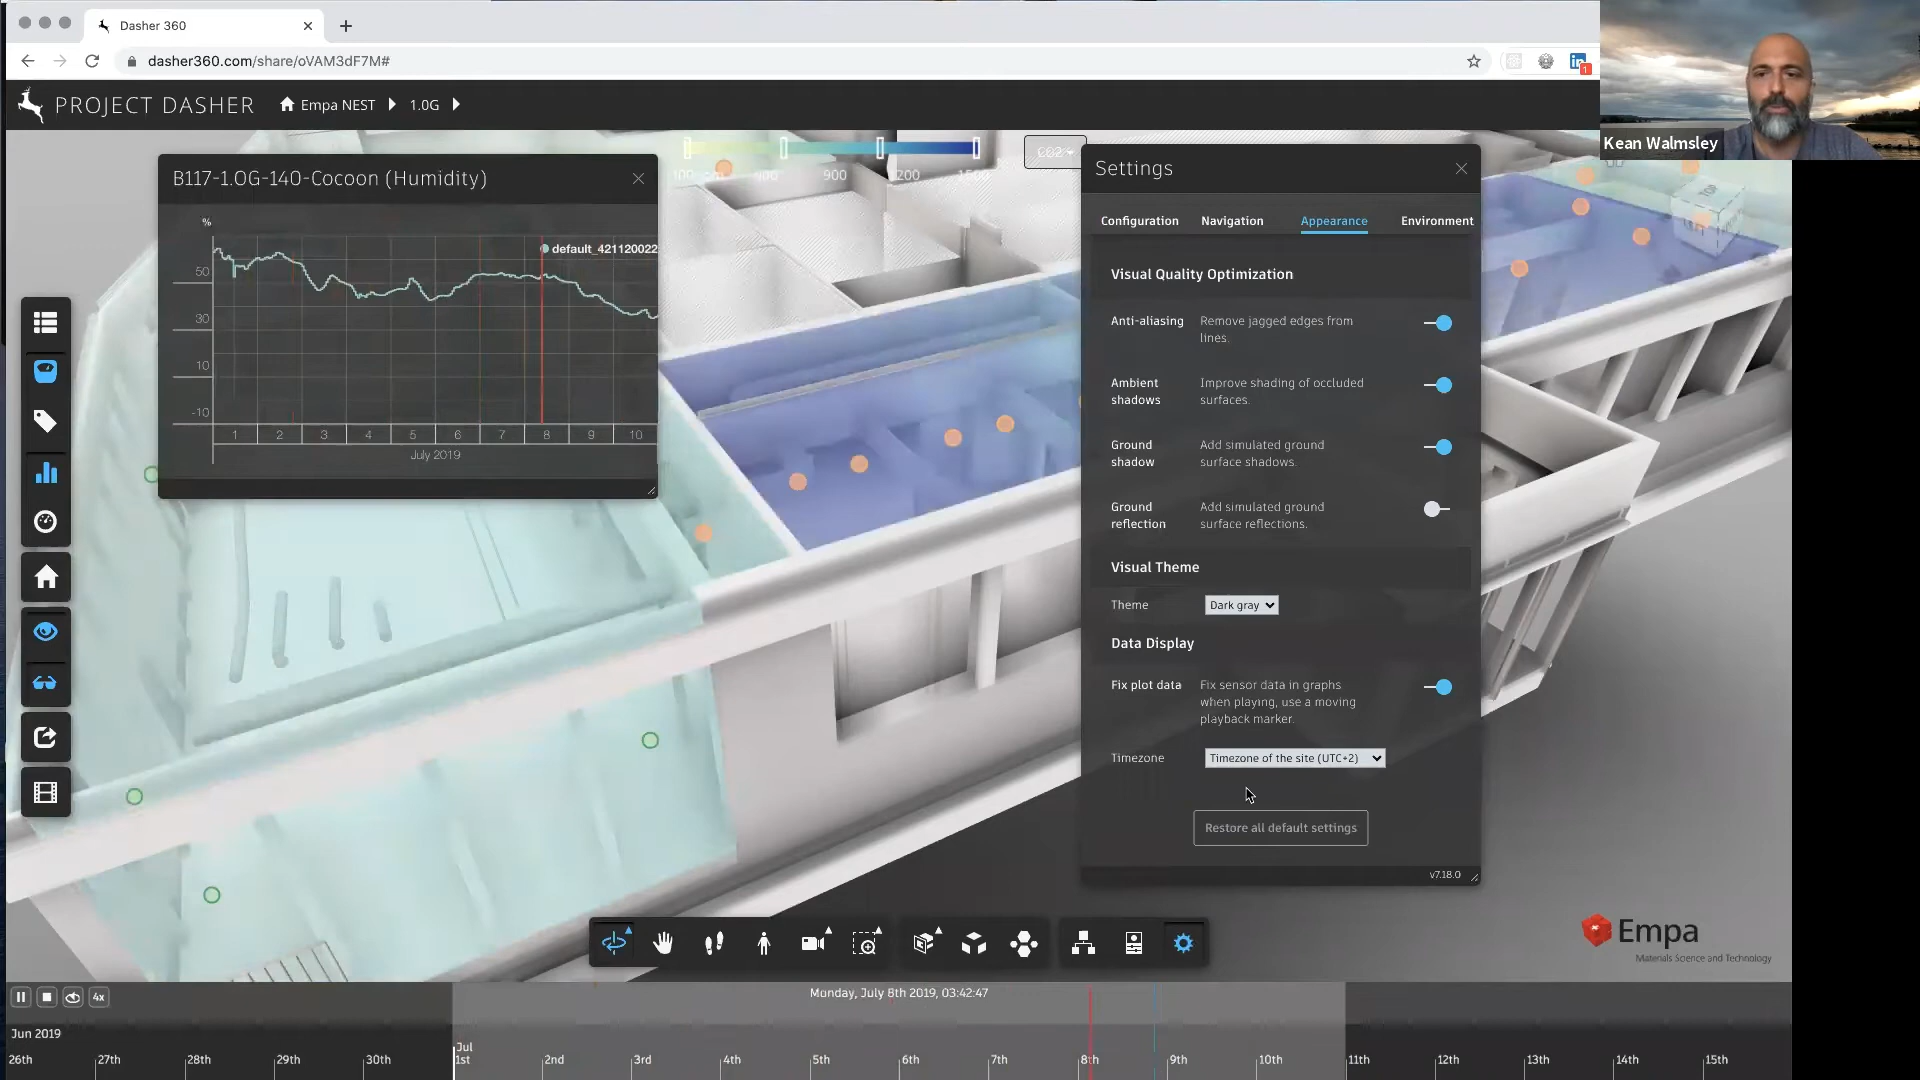 Dasher 360
dasher360.com/share/oVAM3dF7M#
1
PROJECT DASHER
Empa NEST
1.0G
Kean Walmsley
B117-1.OG-140-Cocoon (Humidity)
%
default_421120022
50
30
10
-10
1 2 3 4 5 6 7 8 9 10
July 2019
900
1500
CO2
TOP
Settings
Configuration Navigation Appearance Environment
Visual Quality Optimization
Anti-aliasing
Remove jagged edges from
lines.
Ambient
shadows
Improve shading of occluded
surfaces.
Ground
shadow
Add simulated ground
surface shadows.
Ground
reflection
Add simulated ground
surface reflections.
Visual Theme
Theme
Dark gray
Data Display
Fix plot data
Fix sensor data in graphs
when playing, use a moving
playback marker.
Timezone
Timezone of the site (UTC+2)
Restore all default settings
v7.18.0
Empa
Materials Science and Technology
4x
Monday, July 8th 2019, 03:42:47
Jun 2019
Jul
26th 27th 28th 29th 30th 1st 2nd 3rd 4th 5th 6th 7th 8th 9th 10th 11th 12th 13th 14th 15th